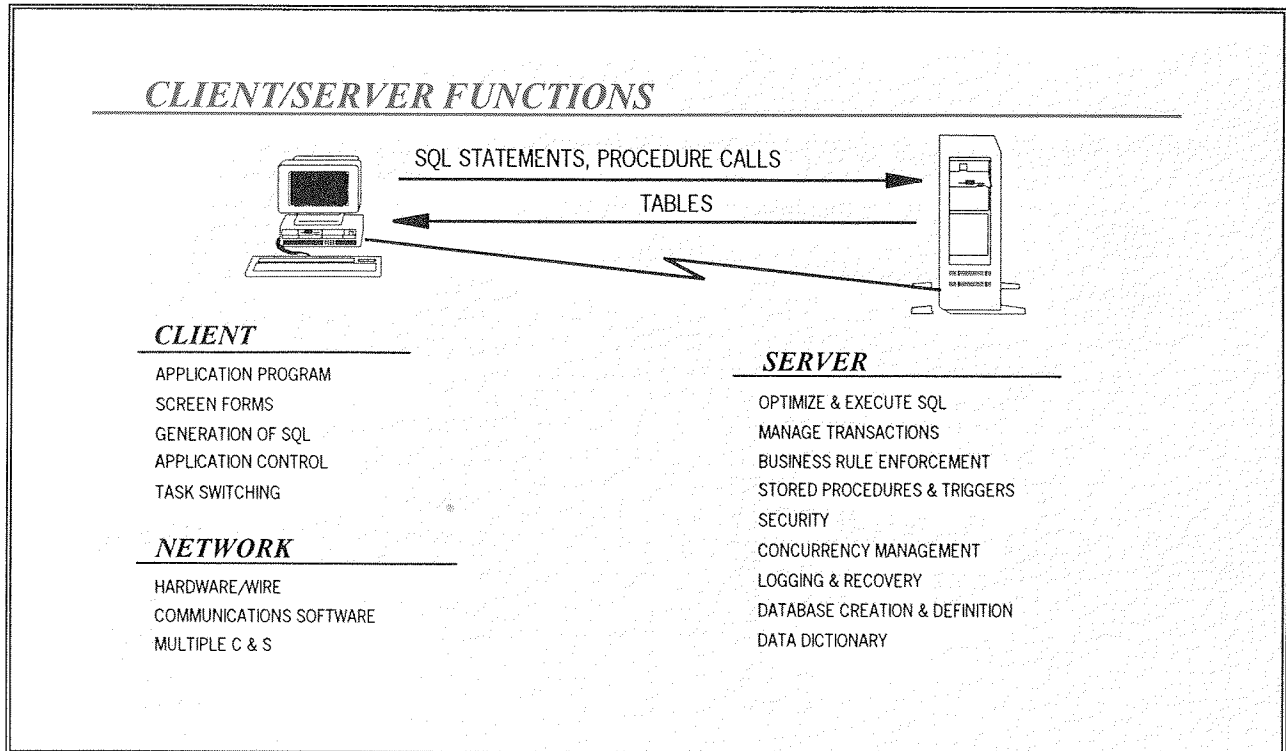 CLIENT/SERVER FUNCTIONS
SQL STATEMENTS, PROCEDURE CALLS
TABLES
CLIENT
APPLICATION PROGRAM
SCREEN FORMS
GENERATION OF SQL
APPLICATION CONTROL
TASK SWITCHING
NETWORK
HARDWARE/WIRE
COMMUNICATIONS SOFTWARE
MULTIPLE C & S
SERVER
OPTIMIZE & EXECUTE SQL
MANAGE TRANSACTIONS
BUSINESS RULE ENFORCEMENT
STORED PROCEDURES & TRIGGERS
SECURITY
CONCURRENCY MANAGEMENT
LOGGING & RECOVERY
DATABASE CREATION & DEFINITION
DATA DICTIONARY